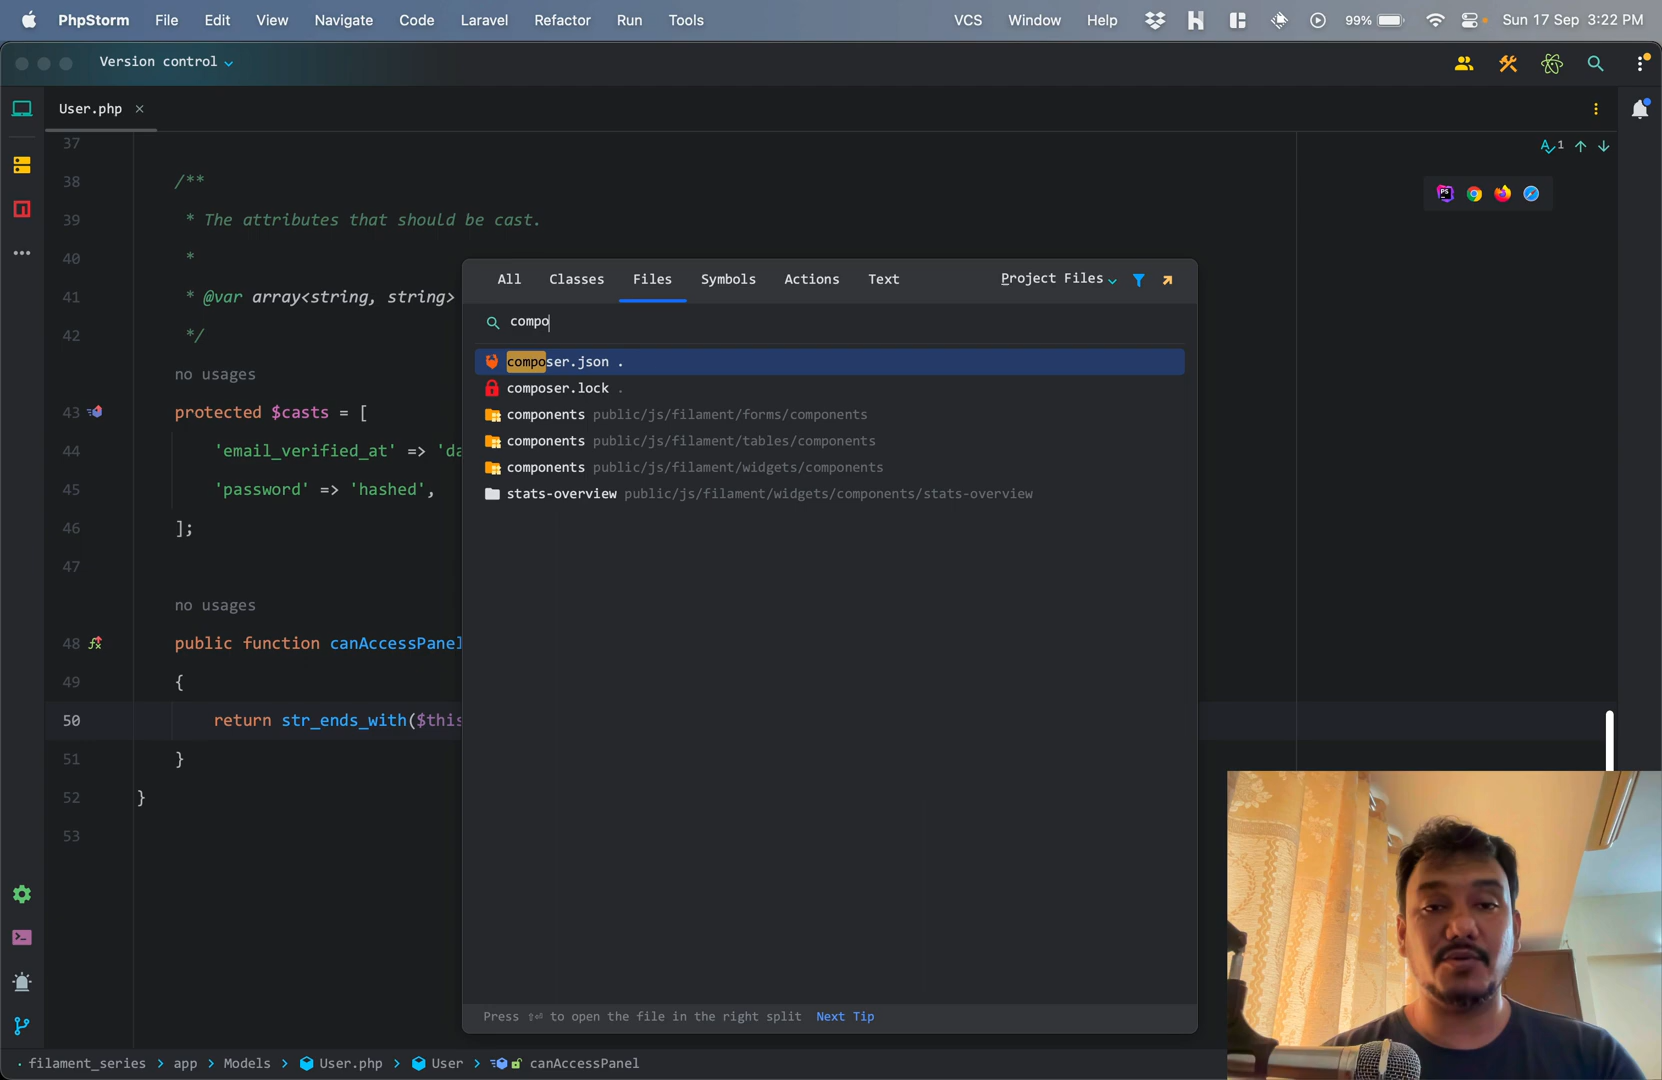 PhpStorm File Edit View Navigate Code Laravel Refactor Run Tools VCS Window Help 99% Sun 17 Sep 3:22 PM
Version control
User.php
37
38 /**
39 * The attributes that should be cast.
40 *
41 * @var array<string, string>
42 */
no usages
43 protected $casts = [
44 'email_verified_at' => 'da
45 'password' => 'hashed',
46 ];
47
no usages
48 public function canAccessPanel
49 {
50 return str_ends_with($this
51 }
52 }
53
1
PS
All Classes Files Symbols Actions Text Project Files
compo
composer.json .
composer.lock .
components public/js/filament/forms/components
components public/js/filament/tables/components
components public/js/filament/widgets/components
stats-overview public/js/filament/widgets/components/stats-overview
Press ⇧⏎ to open the file in the right split Next Tip
filament_series > app > Models > User.php > User > canAccessPanel